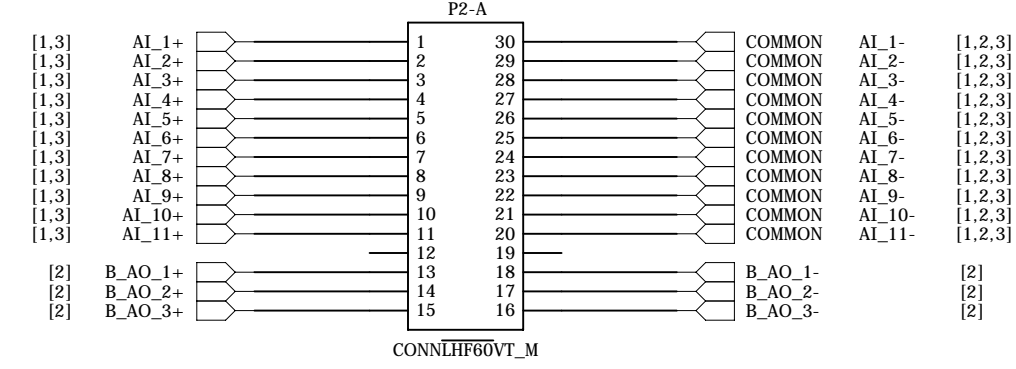 P2-A
[1,3] AI_1+ 1 30 COMMON AI_1- [1,2,3]
[1,3] AI_2+ 2 29 COMMON AI_2- [1,2,3]
[1,3] AI_3+ 3 28 COMMON AI_3- [1,2,3]
[1,3] AI_4+ 4 27 COMMON AI_4- [1,2,3]
[1,3] AI_5+ 5 26 COMMON AI_5- [1,2,3]
[1,3] AI_6+ 6 25 COMMON AI_6- [1,2,3]
[1,3] AI_7+ 7 24 COMMON AI_7- [1,2,3]
[1,3] AI_8+ 8 23 COMMON AI_8- [1,2,3]
[1,3] AI_9+ 9 22 COMMON AI_9- [1,2,3]
[1,3] AI_10+ 10 21 COMMON AI_10- [1,2,3]
[1,3] AI_11+ 11 20 COMMON AI_11- [1,2,3]
12 19
[2] B_AO_1+ 13 18 B_AO_1- [2]
[2] B_AO_2+ 14 17 B_AO_2- [2]
[2] B_AO_3+ 15 16 B_AO_3- [2]
CONNLHF60VT_M